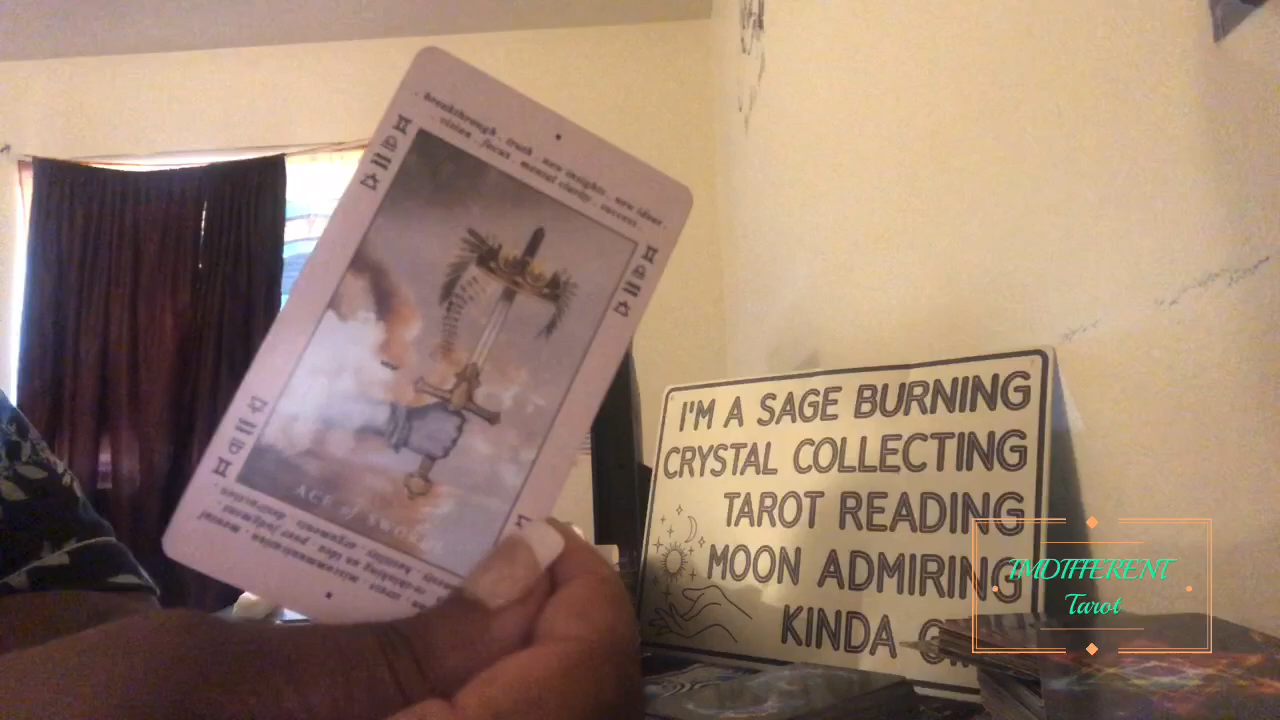 breakthrough . truth . new insights . new ideas .
vision . focus . mental clarity . success .
ACE of SWORDS
I'M A SAGE BURNING
CRYSTAL COLLECTING
TAROT READING
MOON ADMIRING
KINDA
IMDIFFERENT
Tarot